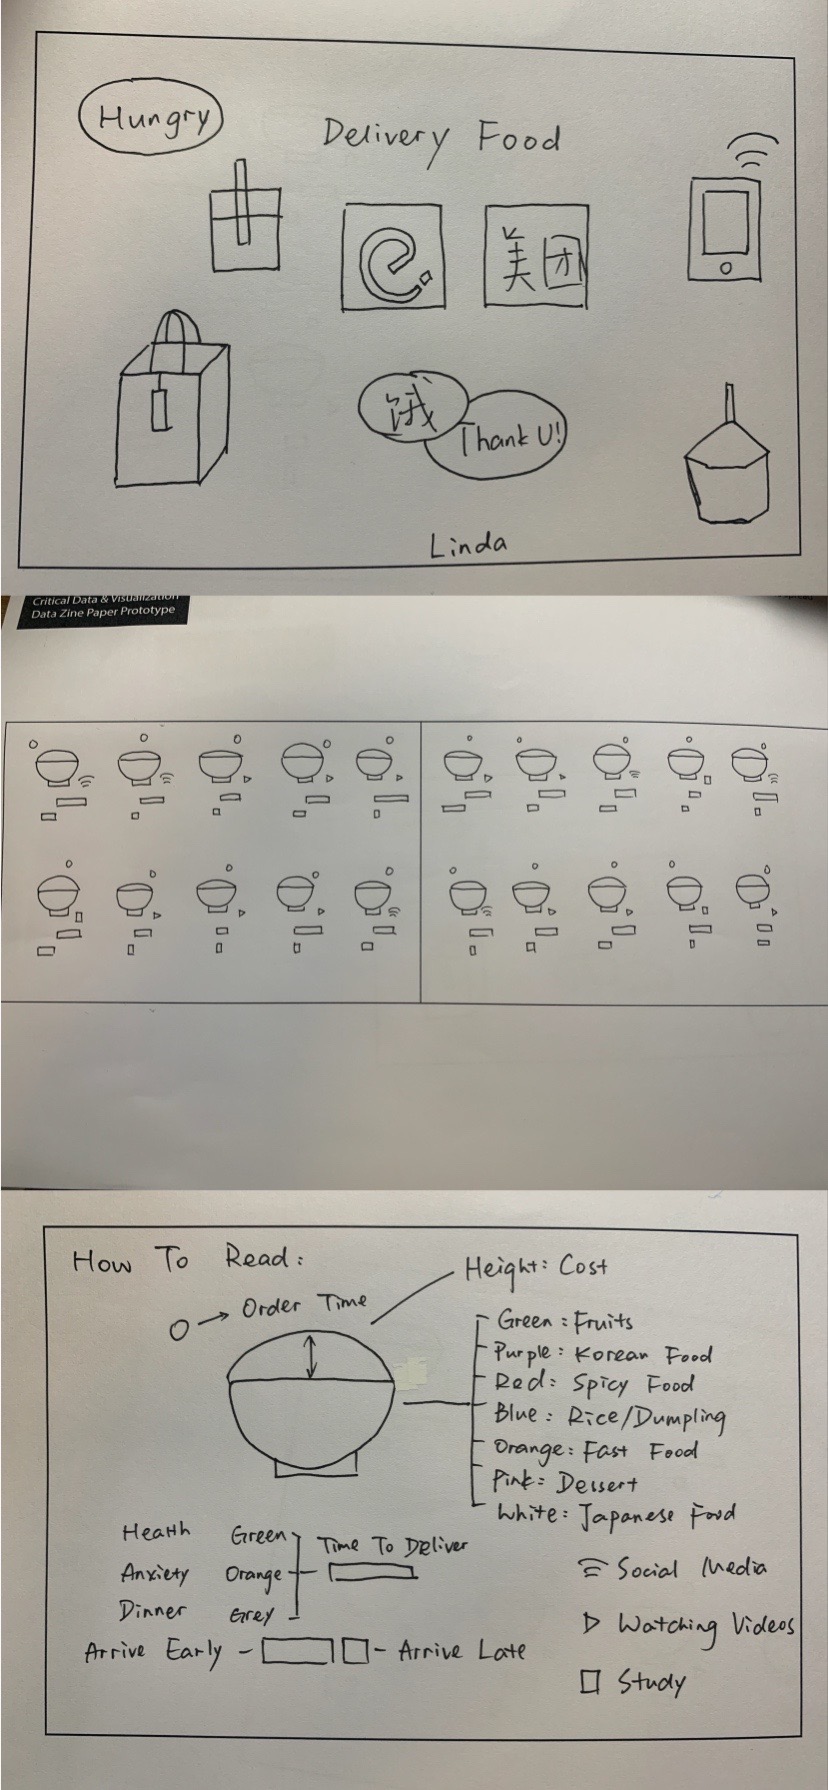 Hungry
Delivery Food
美团
饿
Thank U!
Linda
Critical Data & Visualization
Data Zine Paper Prototype
How To Read:
Height: Cost
Order Time
Green: Fruits
Purple: Korean Food
Red: Spicy Food
Blue: Rice/Dumpling
Orange: Fast Food
Pink: Dessert
White: Japanese Food
Health Green
Time To Deliver
Anxiety Orange
Dinner Grey
Arrive Early - - Arrive Late
Social Media
Watching Videos
Study